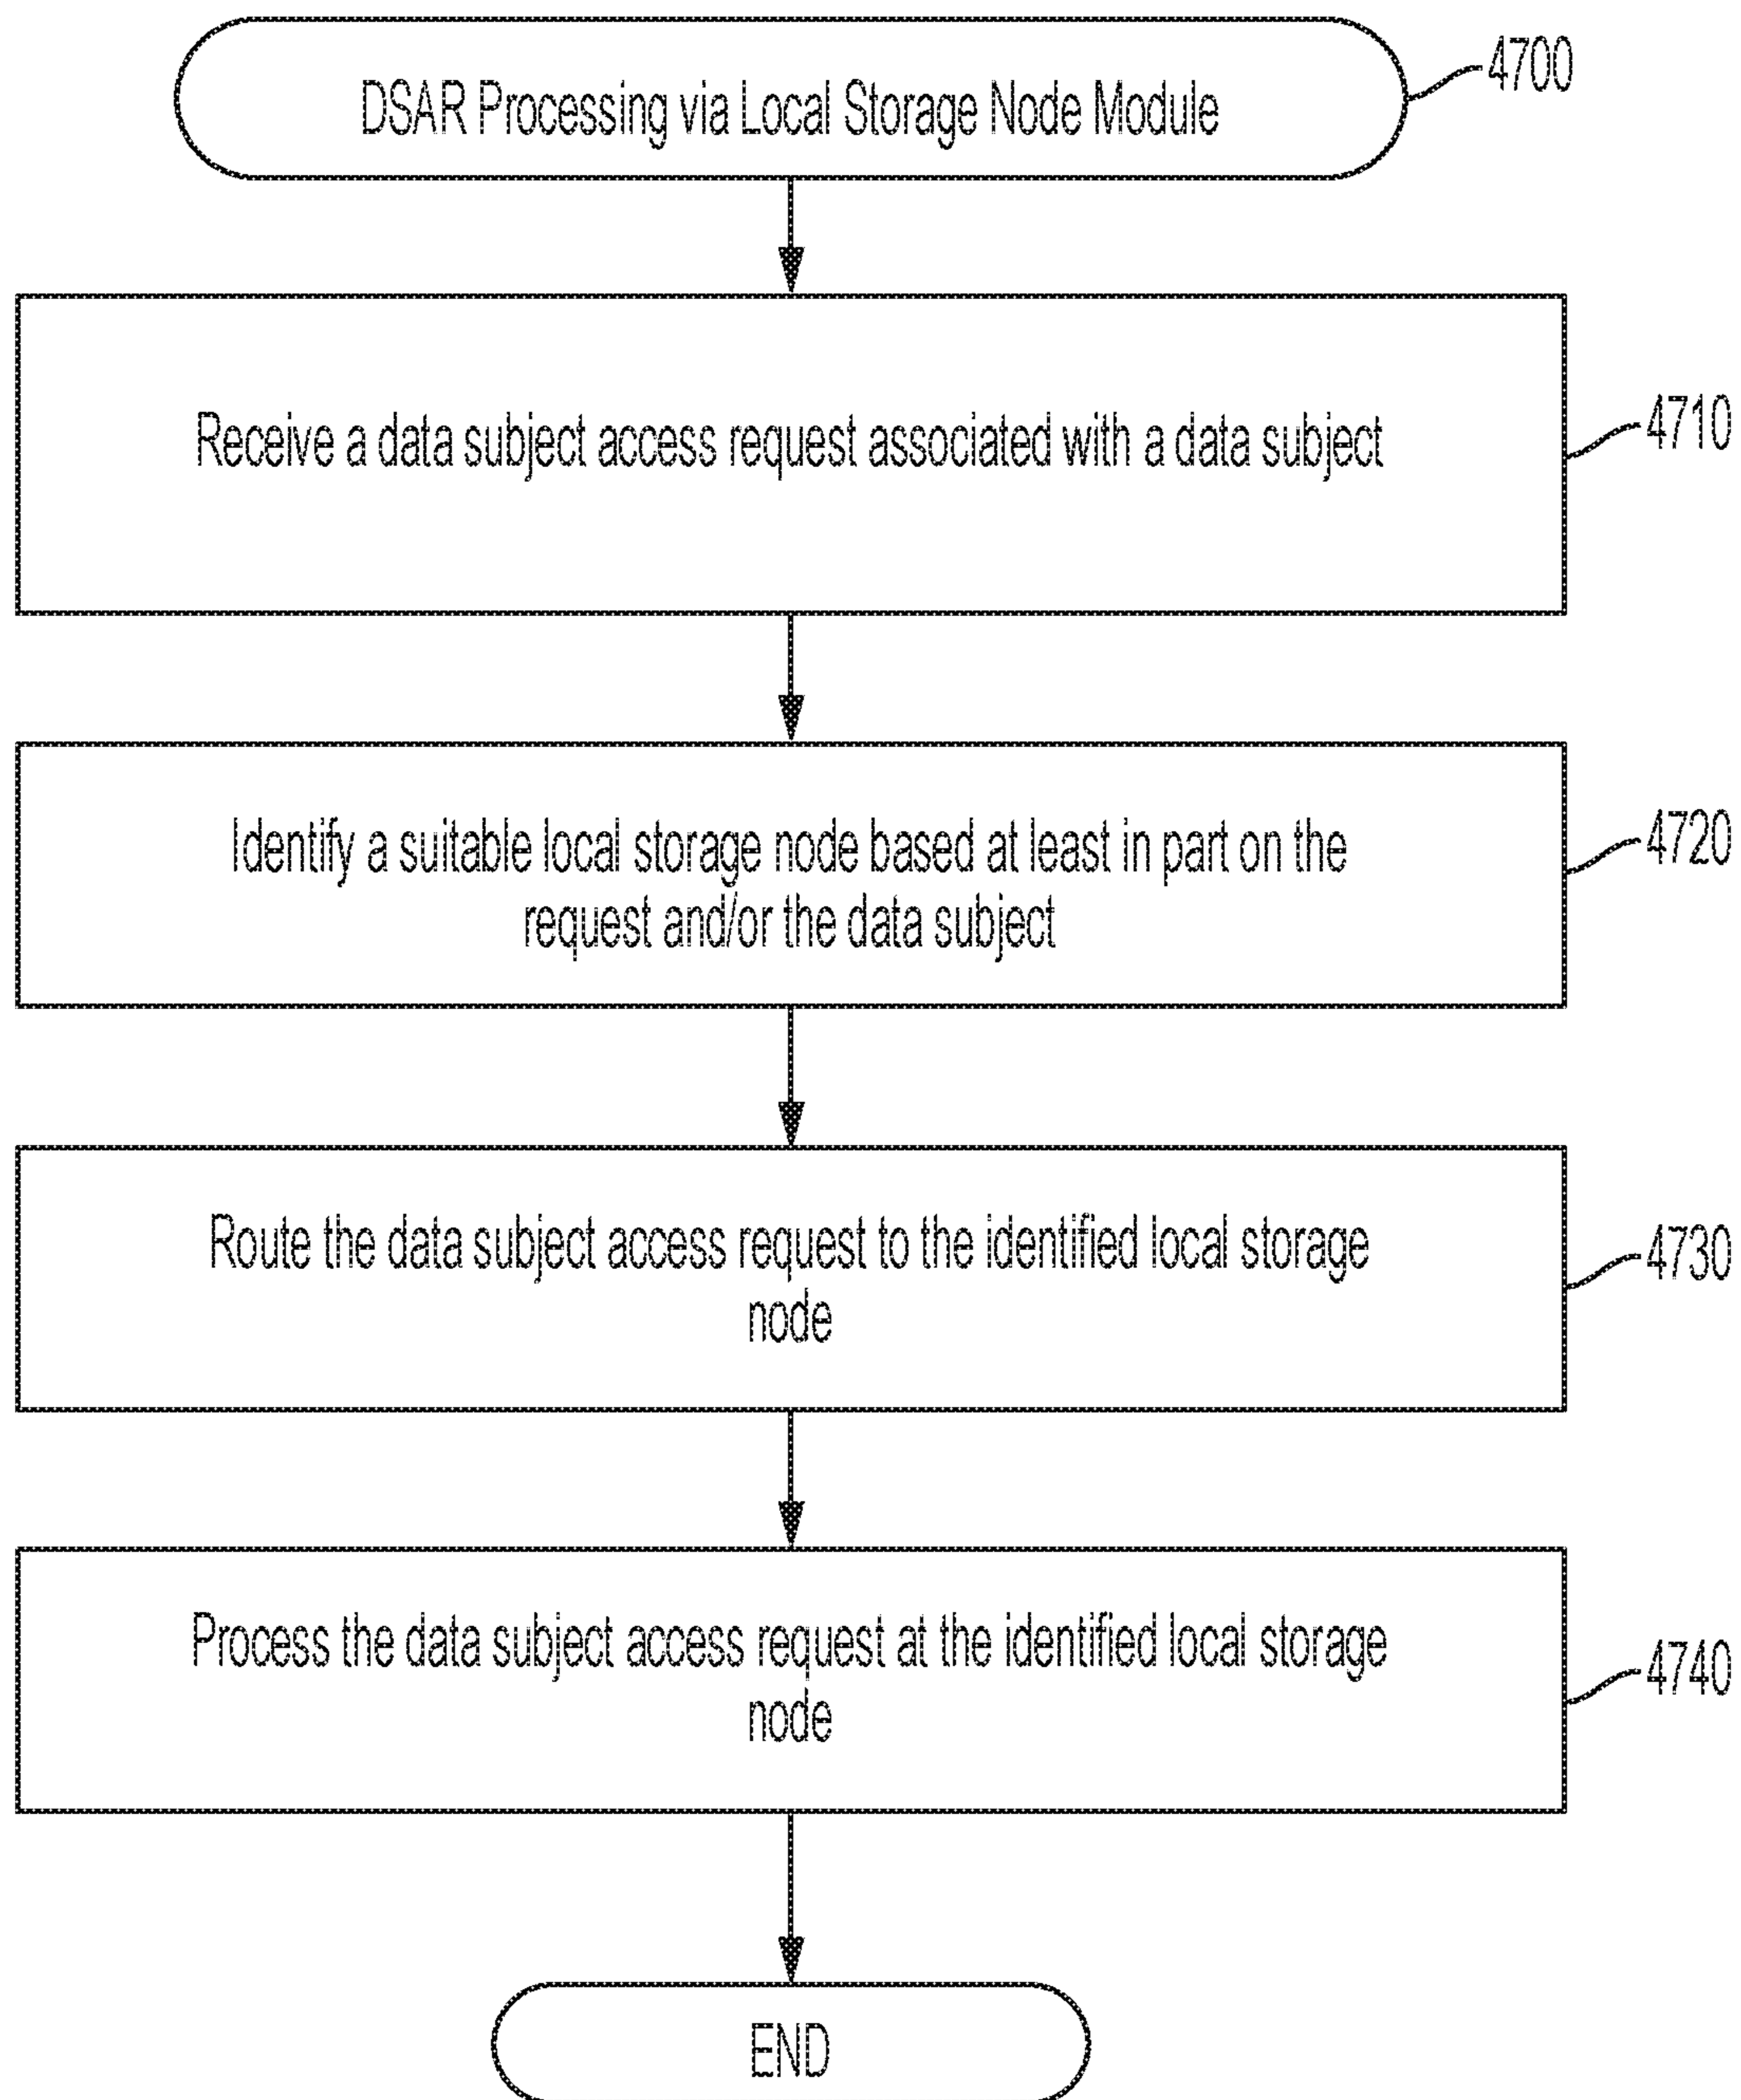 DSAR Processing via Local Storage Node Module
4700
Receive a data subject access request associated with a data subject
4710
Identify a suitable local storage node based at least in part on the
request and/or the data subject
4720
Route the data subject access request to the identified local storage
node
4730
Process the data subject access request at the identified local storage
node
4740
END